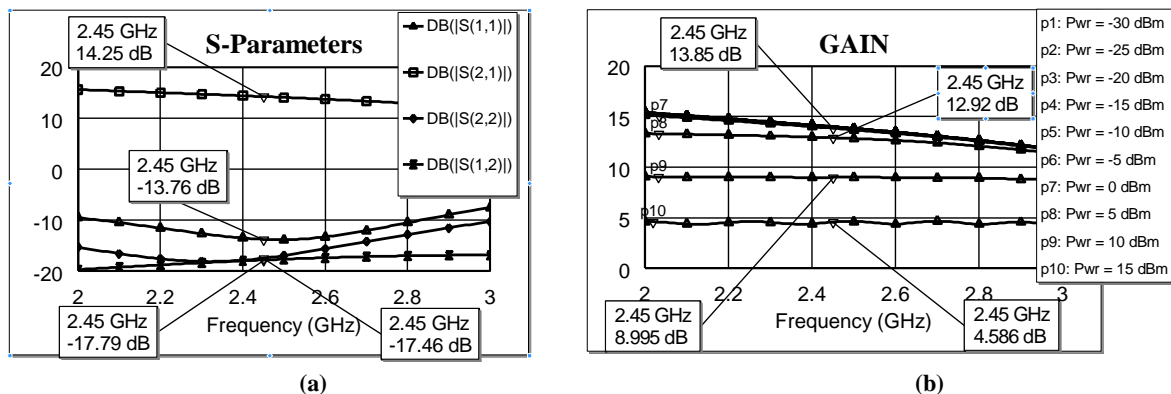 S-Parameters
2.45 GHz
14.25 dB
DB(|S(1,1)|)
DB(|S(2,1)|)
DB(|S(2,2)|)
DB(|S(1,2)|)
20
10
0
-10
-20
2.45 GHz
-13.76 dB
2
2.2
2.4
2.6
2.8
3
Frequency (GHz)
2.45 GHz
-17.79 dB
2.45 GHz
-17.46 dB
(a)
GAIN
2.45 GHz
13.85 dB
2.45 GHz
12.92 dB
20
15
10
5
0
p7
p8
p9
p10
2
2.2
2.4
2.6
2.8
3
Frequency (GHz)
2.45 GHz
8.995 dB
2.45 GHz
4.586 dB
p1: Pwr = -30 dBm
p2: Pwr = -25 dBm
p3: Pwr = -20 dBm
p4: Pwr = -15 dBm
p5: Pwr = -10 dBm
p6: Pwr = -5 dBm
p7: Pwr = 0 dBm
p8: Pwr = 5 dBm
p9: Pwr = 10 dBm
p10: Pwr = 15 dBm
(b)